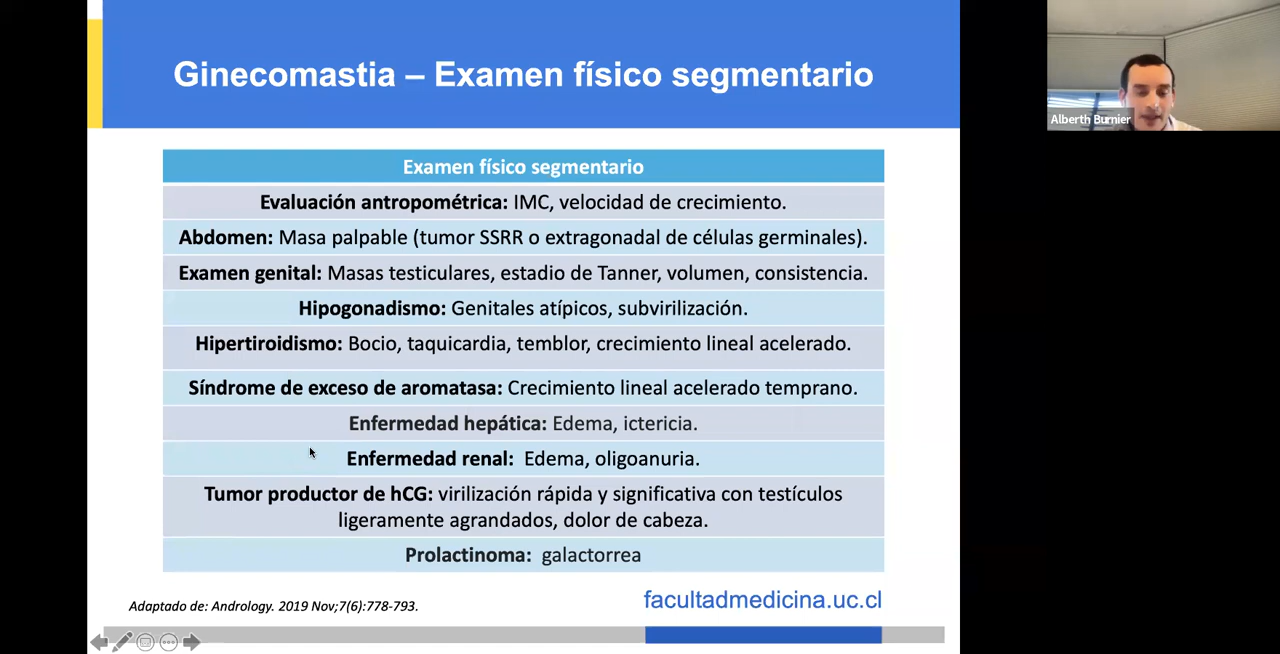 Ginecomastia – Examen físico segmentario
Alberth Burnier
Examen físico segmentario
Evaluación antropométrica: IMC, velocidad de crecimiento.
Abdomen: Masa palpable (tumor SSRR o extragonadal de células germinales).
Examen genital: Masas testiculares, estadio de Tanner, volumen, consistencia.
Hipogonadismo: Genitales atípicos, subvirilización.
Hipertiroidismo: Bocio, taquicardia, temblor, crecimiento lineal acelerado.
Síndrome de exceso de aromatasa: Crecimiento lineal acelerado temprano.
Enfermedad hepática: Edema, ictericia.
Enfermedad renal: Edema, oligoanuria.
Tumor productor de hCG: virilización rápida y significativa con testículos
ligeramente agrandados, dolor de cabeza.
Prolactinoma: galactorrea
Adaptado de: Andrology. 2019 Nov;7(6):778-793.
facultadmedicina.uc.cl